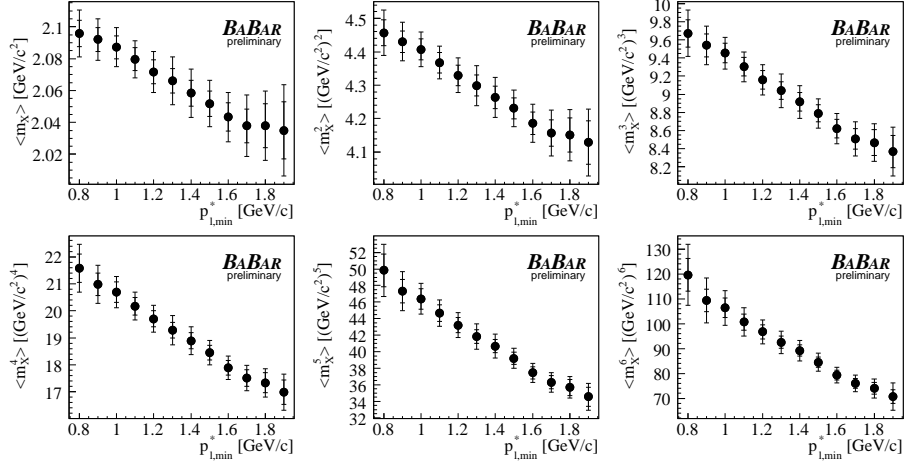 <m_X> [GeV/c²]
2.1
2.08
2.06
2.04
2.02
BABAR
preliminary
0.8 1 1.2 1.4 1.6 1.8
p*_l,min [GeV/c]
<m²_X> [(GeV/c²)²]
4.5
4.4
4.3
4.2
4.1
BABAR
preliminary
0.8 1 1.2 1.4 1.6 1.8
p*_l,min [GeV/c]
<m³_X> [(GeV/c²)³]
10
9.8
9.6
9.4
9.2
9
8.8
8.6
8.4
8.2
BABAR
preliminary
0.8 1 1.2 1.4 1.6 1.8
p*_l,min [GeV/c]
<m⁴_X> [(GeV/c²)⁴]
22
21
20
19
18
17
BABAR
preliminary
0.8 1 1.2 1.4 1.6 1.8
p*_l,min [GeV/c]
<m⁵_X> [(GeV/c²)⁵]
52
50
48
46
44
42
40
38
36
34
32
BABAR
preliminary
0.8 1 1.2 1.4 1.6 1.8
p*_l,min [GeV/c]
<m⁶_X> [(GeV/c²)⁶]
130
120
110
100
90
80
70
BABAR
preliminary
0.8 1 1.2 1.4 1.6 1.8
p*_l,min [GeV/c]